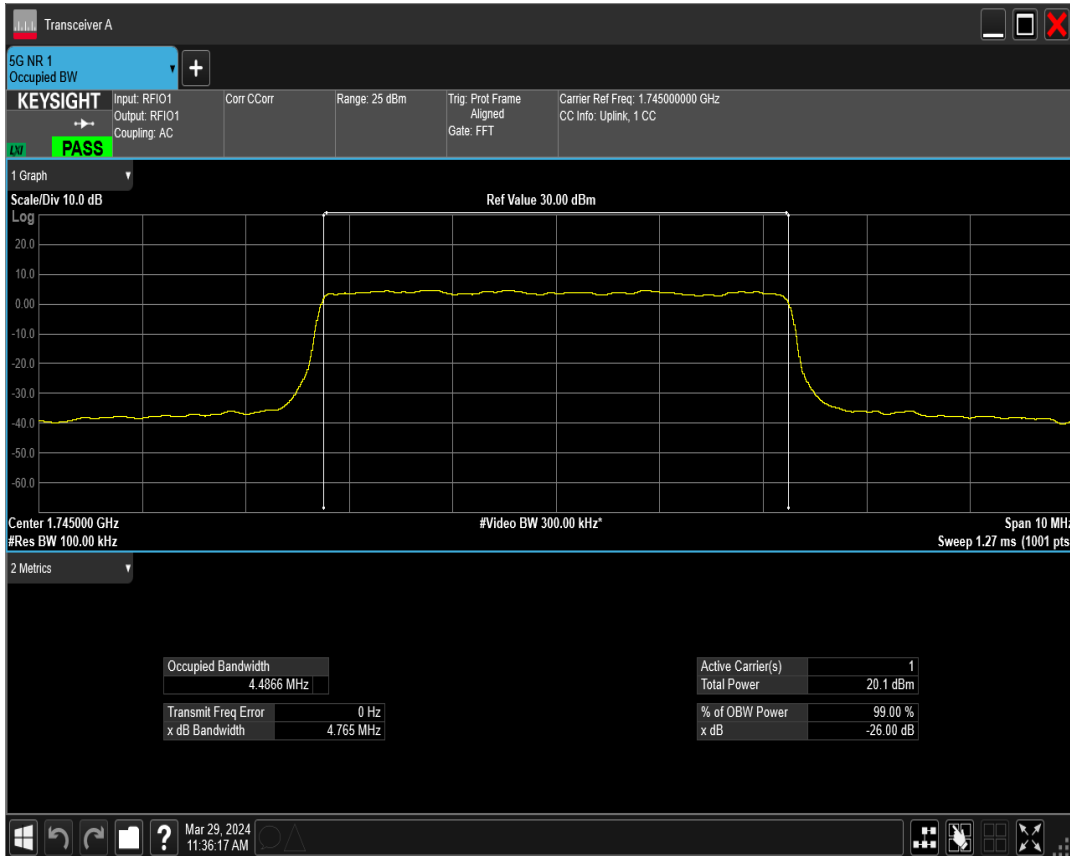 Transceiver A
5G NR 1
Occupied BW
KEYSIGHT
Input: RFIO1
Output: RFIO1
Coupling: AC
Corr CCorr
Range: 25 dBm
Trig: Prot Frame
Aligned
Gate: FFT
Carrier Ref Freq: 1.745000000 GHz
CC Info: Uplink, 1 CC
LXI
PASS
1 Graph
Scale/Div 10.0 dB
Ref Value 30.00 dBm
Log
20.0
10.0
0.00
-10.0
-20.0
-30.0
-40.0
-50.0
-60.0
Center 1.745000 GHz
#Video BW 300.00 kHz*
Span 10 MHz
#Res BW 100.00 kHz
Sweep 1.27 ms (1001 pts
2 Metrics
Occupied Bandwidth
4.4866 MHz
Transmit Freq Error 0 Hz
x dB Bandwidth 4.765 MHz
Active Carrier(s) 1
Total Power 20.1 dBm
% of OBW Power 99.00 %
x dB -26.00 dB
Mar 29, 2024
11:36:17 AM